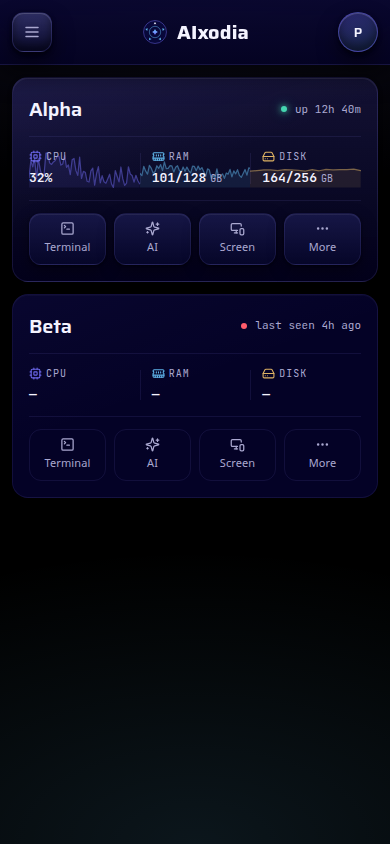 AIxodia
P
Alpha
up 12h 40m
CPU
RAM
DISK
32%
101/128 GB
164/256 GB
Terminal
AI
Screen
More
Beta
last seen 4h ago
CPU
RAM
DISK
—
—
—
Terminal
AI
Screen
More